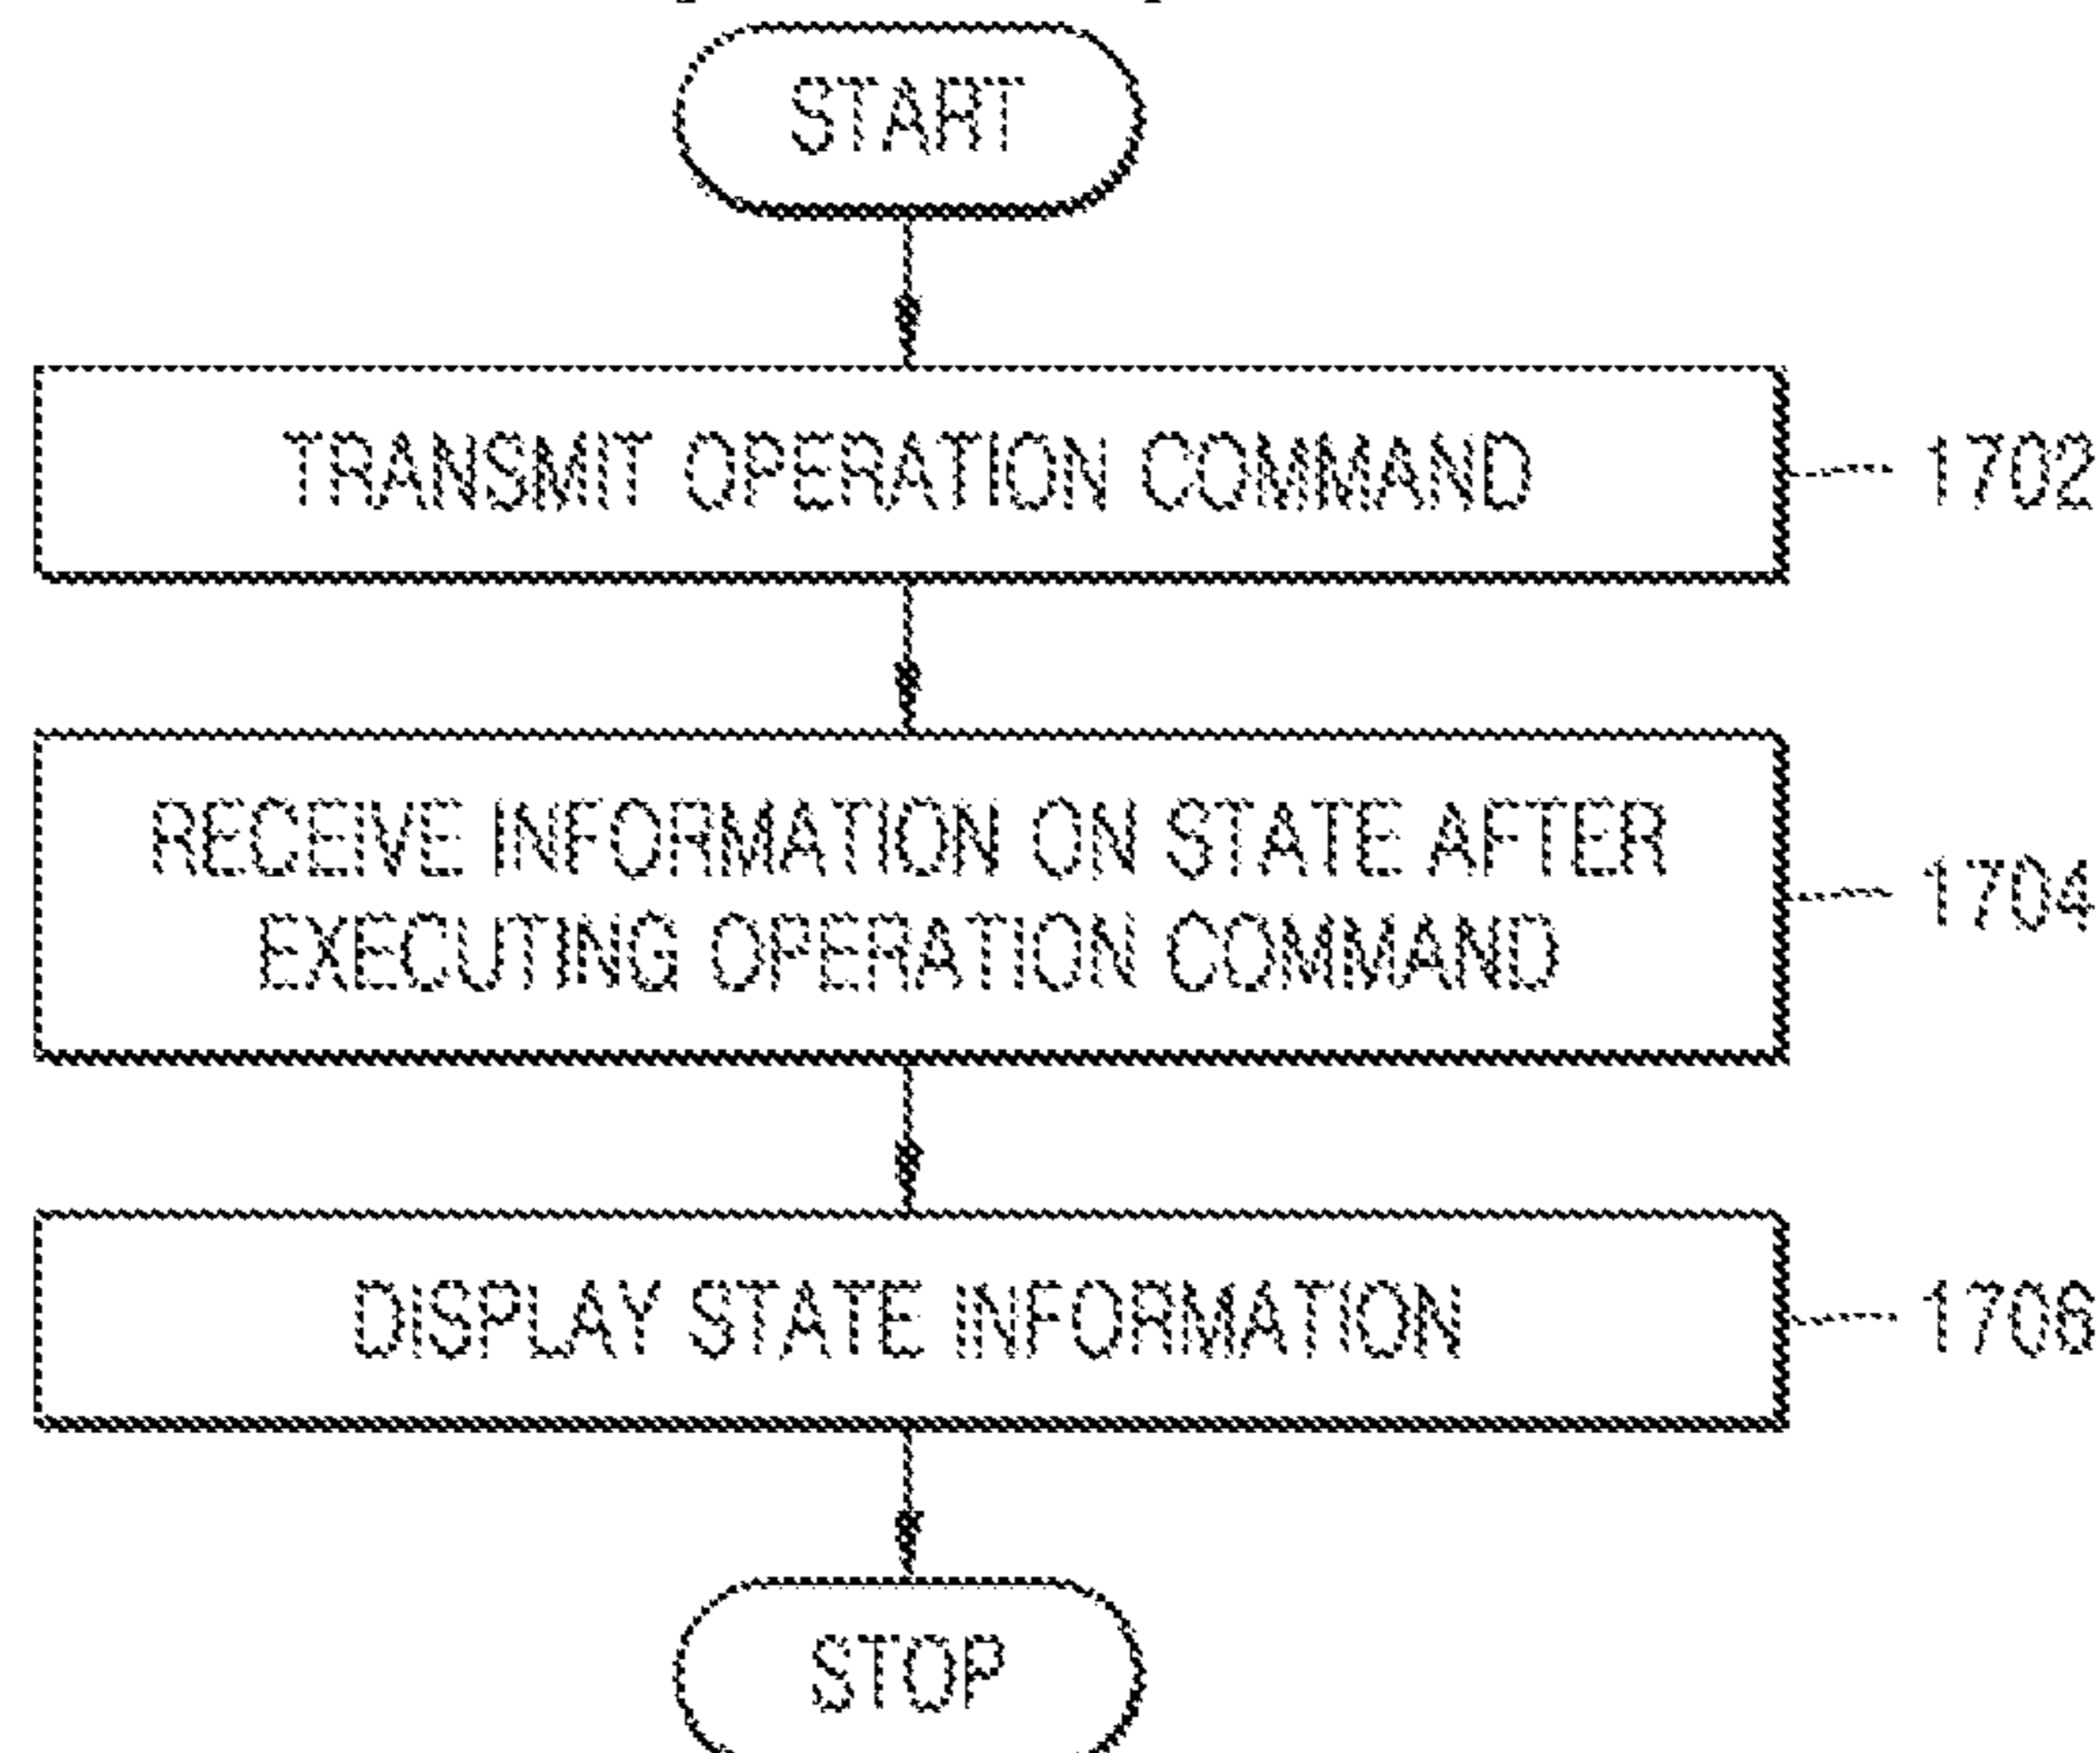 START
TRANSMIT OPERATION COMMAND
1702
RECEIVE INFORMATION ON STATE AFTER
EXECUTING OPERATION COMMAND
1704
DISPLAY STATE INFORMATION
1706
STOP